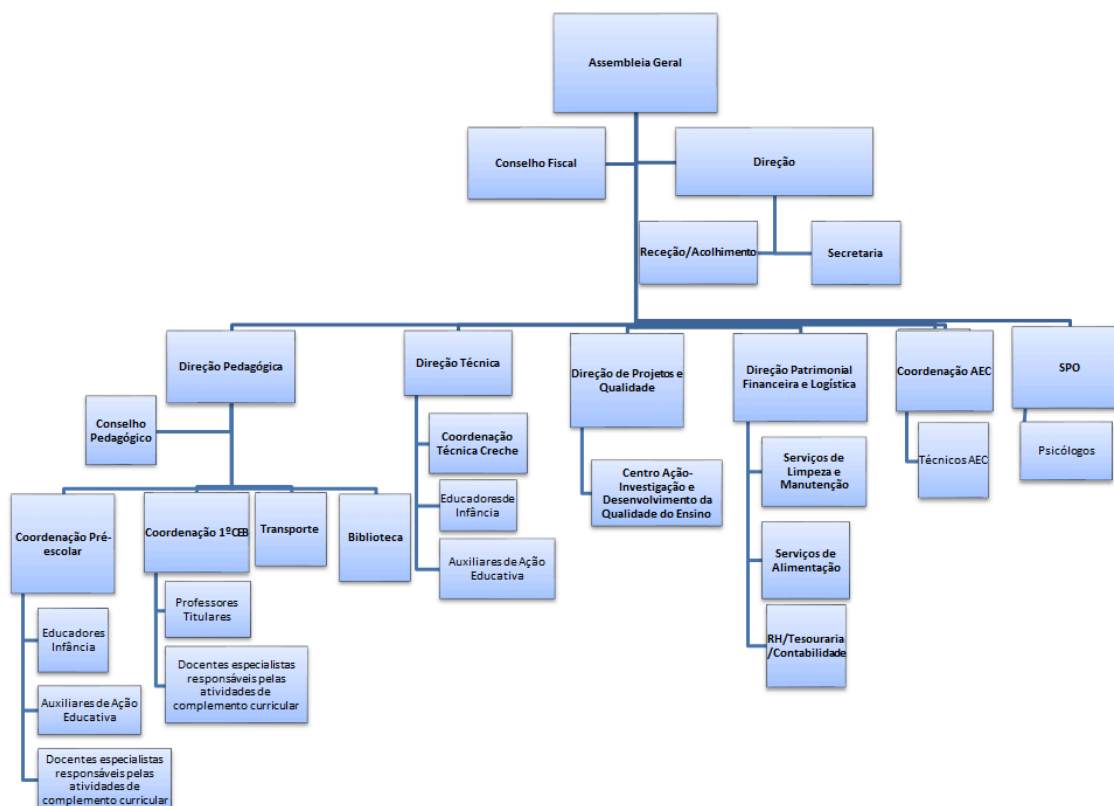 Assembleia Geral
Conselho Fiscal
Direção
Receção/Acolhimento
Secretaria
Direção Pedagógica
Direção Técnica
Direção de Projetos e
Qualidade
Direção Patrimonial
Financeira e Logística
Coordenação AEC
SPO
Conselho
Pedagógico
Coordenação
Técnica Creche
Serviços de
Limpeza e
Manutenção
Técnicos AEC
Psicólogos
Centro Ação-
Investigação e
Desenvolvimento da
Qualidade do Ensino
Educadores de
Infância
Coordenação Pré-
escolar
Coordenação 1ºCEB
Transporte
Biblioteca
Auxiliares de Ação
Educativa
Serviços de
Alimentação
Professores
Titulares
Educadores
Infância
RH/Tesouraria
/Contabilidade
Docentes especialistas
responsáveis pelas
atividades de
complemento curricular
Auxiliares de Ação
Educativa
Docentes especialistas
responsáveis pelas
atividades de
complemento curricular